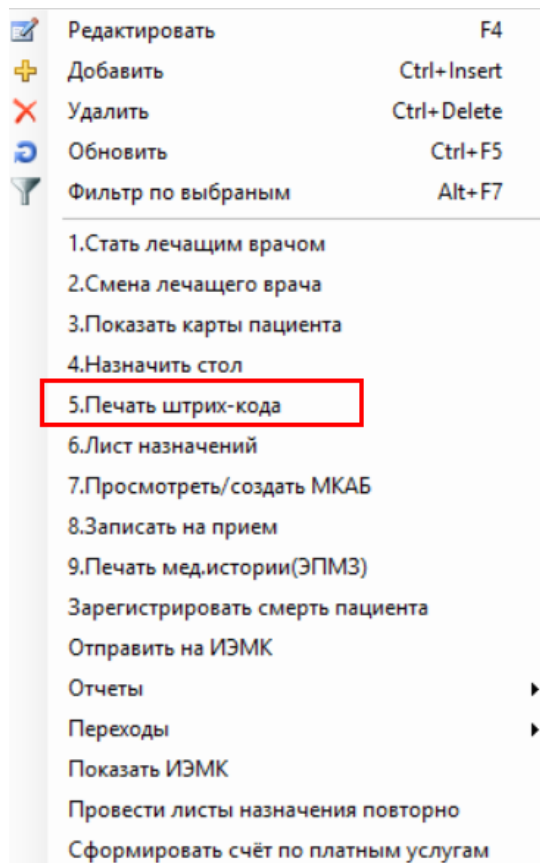 Редактировать F4
Добавить Ctrl+Insert
Удалить Ctrl+Delete
Обновить Ctrl+F5
Фильтр по выбраным Alt+F7
1.Стать лечащим врачом
2.Смена лечащего врача
3.Показать карты пациента
4.Назначить стол
5.Печать штрих-кода
6.Лист назначений
7.Просмотреть/создать МКАБ
8.Записать на прием
9.Печать мед.истории(ЭПМЗ)
Зарегистрировать смерть пациента
Отправить на ИЭМК
Отчеты
Переходы
Показать ИЭМК
Провести листы назначения повторно
Сформировать счёт по платным услугам